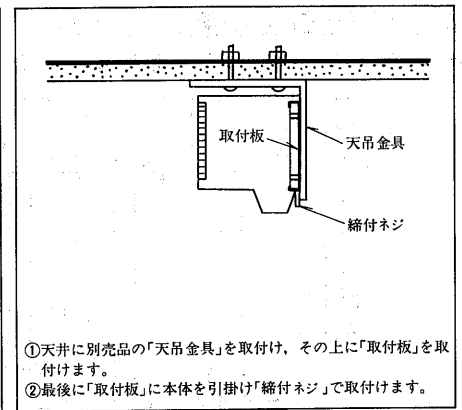 取付板
天吊金具
締付ネジ
①天井に別売品の「天吊金具」を取付け，その上に「取付板」を取
付けます。
②最後に「取付板」に本体を引掛け「締付ネジ」で取付けます。